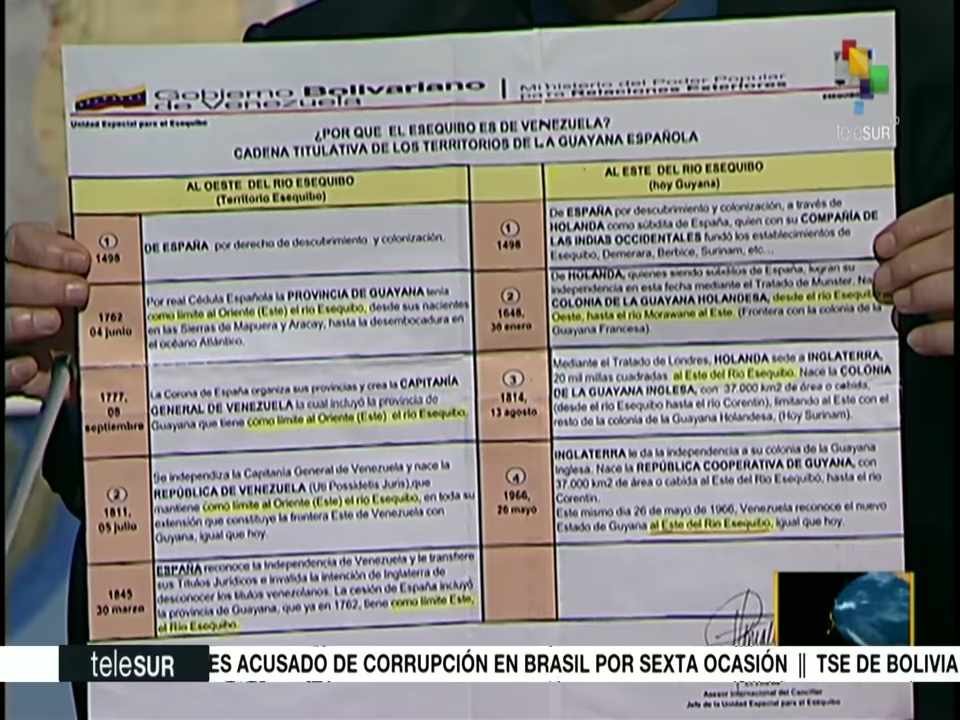 Gobierno Bolivariano
de Venezuela
Ministerio del Poder Popular
para Relaciones Exteriores
Unidad Especial para el Esequibo
teleSUR
¿POR QUE EL ESEQUIBO ES DE VENEZUELA?
CADENA TITULATIVA DE LOS TERRITORIOS DE LA GUAYANA ESPAÑOLA
AL OESTE DEL RIO ESEQUIBO
(Territorio Esequibo)
1
1498
DE ESPAÑA por derecho de descubrimiento y colonización.
1762
04 junio
Por real Cédula Española la PROVINCIA DE GUAYANA tenía
como límite al Oriente (Este) el río Esequibo, desde sus nacientes
en las Sierras de Mapuera y Aracay, hasta la desembocadura en
el océano Atlántico.
1777,
08
septiembre
La Corona de España organiza sus provincias y crea la CAPITANÍA
GENERAL DE VENEZUELA la cual incluyó la provincia de
Guayana que tiene como límite al Oriente (Este) el río Esequibo.
2
1811,
05 julio
Se independiza la Capitanía General de Venezuela y nace la
REPÚBLICA DE VENEZUELA (Uti Possidetis Juris),que
mantiene como límite al Oriente (Este) el río Esequibo, en toda su
extensión que constituye la frontera Este de Venezuela con
Guyana, igual que hoy.
1845
30 marzo
ESPAÑA reconoce la Independencia de Venezuela y le transfiere
sus Títulos Jurídicos e invalida la intención de Inglaterra de
desconocer los títulos venezolanos. La cesión de España incluyó
la provincia de Guayana, que ya en 1762, tiene como límite Este,
el Río Esequibo.
AL ESTE DEL RIO ESEQUIBO
(hoy Guyana)
1
1498
De ESPAÑA por descubrimiento y colonización, a través de
HOLANDA como súbdita de España, quien con su COMPAÑÍA DE
LAS INDIAS OCCIDENTALES fundó los establecimientos de
Esequibo, Demerara, Berbice, Surinam, etc...
2
1648,
30 enero
De HOLANDA, quienes siendo súbditos de España, logran su
independencia en esta fecha mediante el Tratado de Munster. Na
COLONIA DE LA GUAYANA HOLANDESA, desde el río Esequi
Oeste, hasta el río Morawane al Este. (Frontera con la colonia de la
Guayana Francesa).
3
1814,
13 agosto
Mediante el Tratado de Londres, HOLANDA sede a INGLATERRA,
20 mil millas cuadradas al Este del Río Esequibo. Nace la COLONIA
DE LA GUAYANA INGLESA, con 37.000 km2 de área o cabida,
(desde el río Esequibo hasta el río Corentin), limitando al Este con el
resto de la colonia de la Guayana Holandesa, (Hoy Surinam).
4
1966,
26 mayo
INGLATERRA le da la independencia a su colonia de la Guayana
Inglesa. Nace la REPÚBLICA COOPERATIVA DE GUYANA, con
37.000 km2 de área o cabida al Este del Río Esequibo, hasta el río
Corentin.
Este mismo día 26 de mayo de 1966, Venezuela reconoce el nuevo
Estado de Guyana al Este del Río Esequibo, igual que hoy.
teleSUR
ES ACUSADO DE CORRUPCIÓN EN BRASIL POR SEXTA OCASIÓN || TSE DE BOLIVIA
Asesor Internacional del Canciller
Jefe de la Unidad Especial para el Esequibo